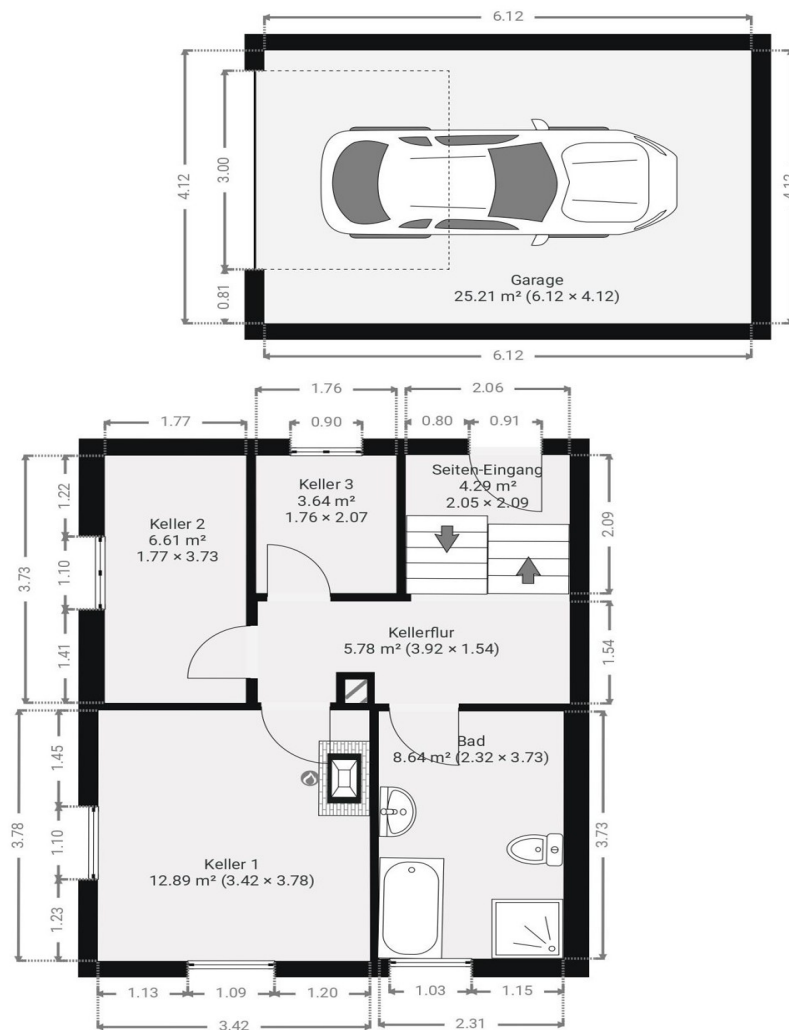 6.12
4.12
3.00
0.81
4.12
Garage
25.21 m² (6.12 × 4.12)
6.12
1.77
1.76
0.90
2.06
0.80
0.91
3.73
1.22
1.10
1.41
Keller 2
6.61 m²
1.77 × 3.73
Keller 3
3.64 m²
1.76 × 2.07
Seiten-Eingang
4.29 m²
2.05 × 2.09
2.09
Kellerflur
5.78 m² (3.92 × 1.54)
1.54
3.78
1.45
1.10
1.23
Keller 1
12.89 m² (3.42 × 3.78)
Bad
8.64 m² (2.32 × 3.73)
3.73
1.13
1.09
1.20
1.03
1.15
3.42
2.31